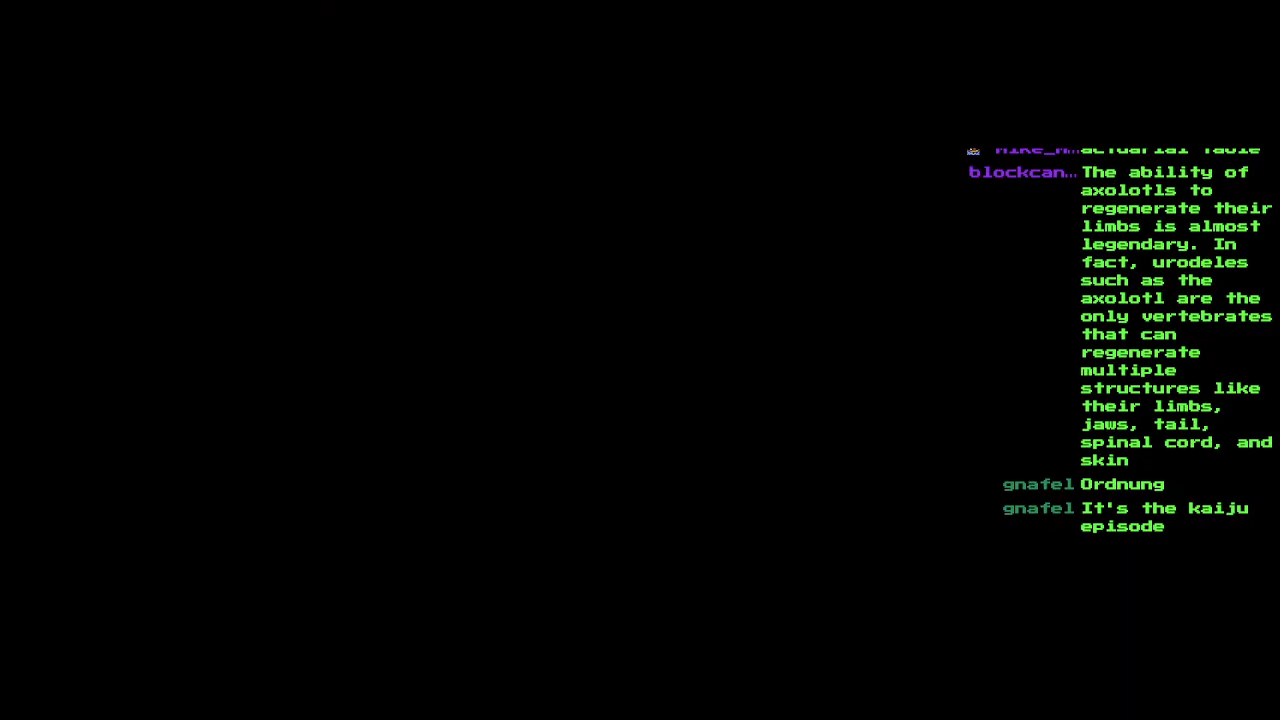 actuarial table
blockcan… The ability of
axolotls to
regenerate their
limbs is almost
legendary. In
fact, urodeles
such as the
axolotl are the
only vertebrates
that can
regenerate
multiple
structures like
their limbs,
jaws, tail,
spinal cord, and
skin
gnafel Ordnung
gnafel It's the kaiju
episode